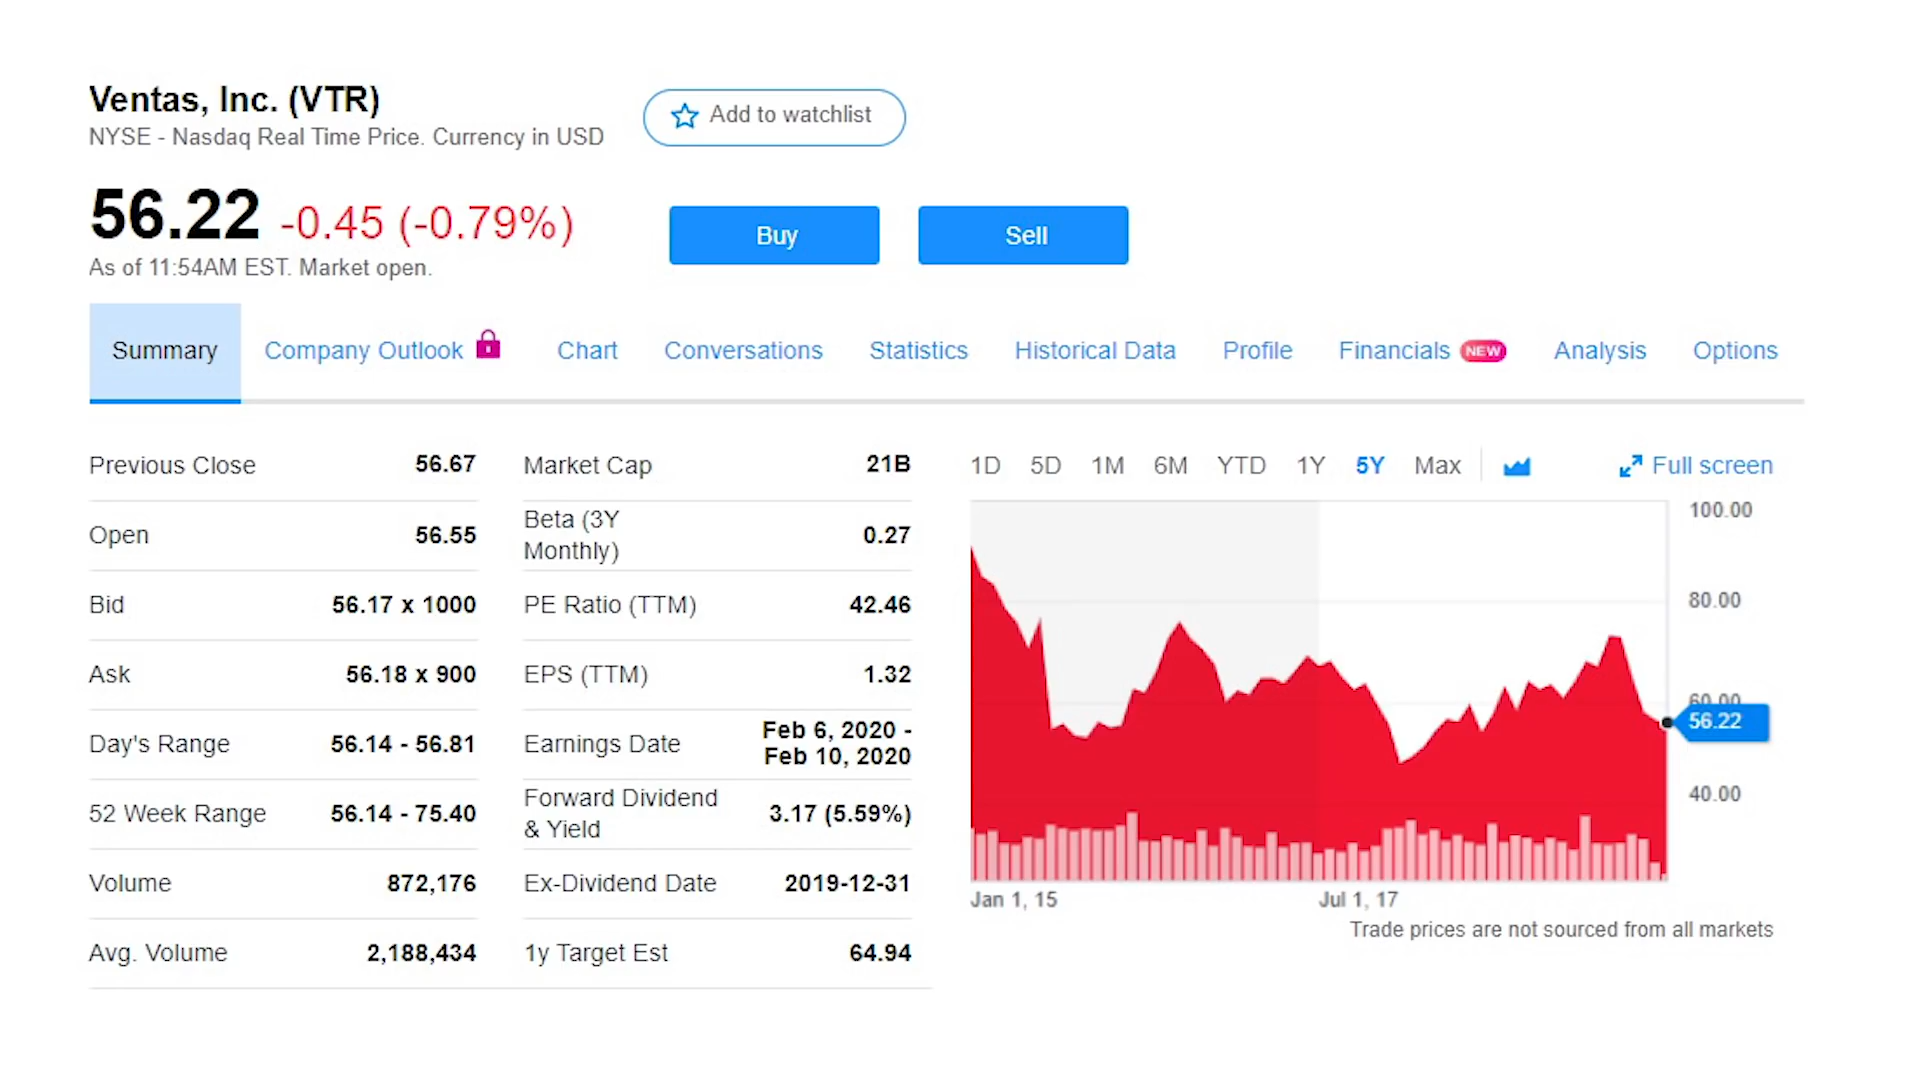 Ventas, Inc. (VTR)
NYSE - Nasdaq Real Time Price. Currency in USD
Add to watchlist
56.22 -0.45 (-0.79%)
As of 11:54AM EST. Market open.
Buy
Sell
Summary
Company Outlook
Chart
Conversations
Statistics
Historical Data
Profile
Financials NEW
Analysis
Options
Previous Close 56.67
Open 56.55
Bid 56.17 x 1000
Ask 56.18 x 900
Day's Range 56.14 - 56.81
52 Week Range 56.14 - 75.40
Volume 872,176
Avg. Volume 2,188,434
Market Cap 21B
Beta (3Y
Monthly) 0.27
PE Ratio (TTM) 42.46
EPS (TTM) 1.32
Earnings Date Feb 6, 2020 -
Feb 10, 2020
Forward Dividend
& Yield 3.17 (5.59%)
Ex-Dividend Date 2019-12-31
1y Target Est 64.94
1D 5D 1M 6M YTD 1Y 5Y Max
Full screen
100.00
80.00
60.00
56.22
40.00
Jan 1, 15
Jul 1, 17
Trade prices are not sourced from all markets